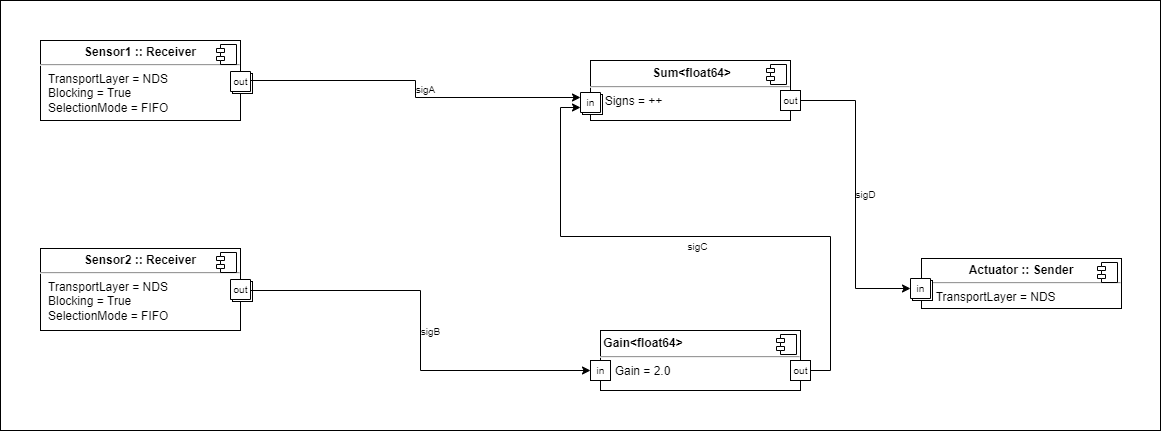 Sensor1 :: Receiver
TransportLayer = NDS
Blocking = True
SelectionMode = FIFO
out
sigA
Sum<float64>
in
Signs = ++
out
sigD
sigC
Sensor2 :: Receiver
TransportLayer = NDS
Blocking = True
SelectionMode = FIFO
out
sigB
Gain<float64>
in
Gain = 2.0
out
Actuator :: Sender
in
TransportLayer = NDS